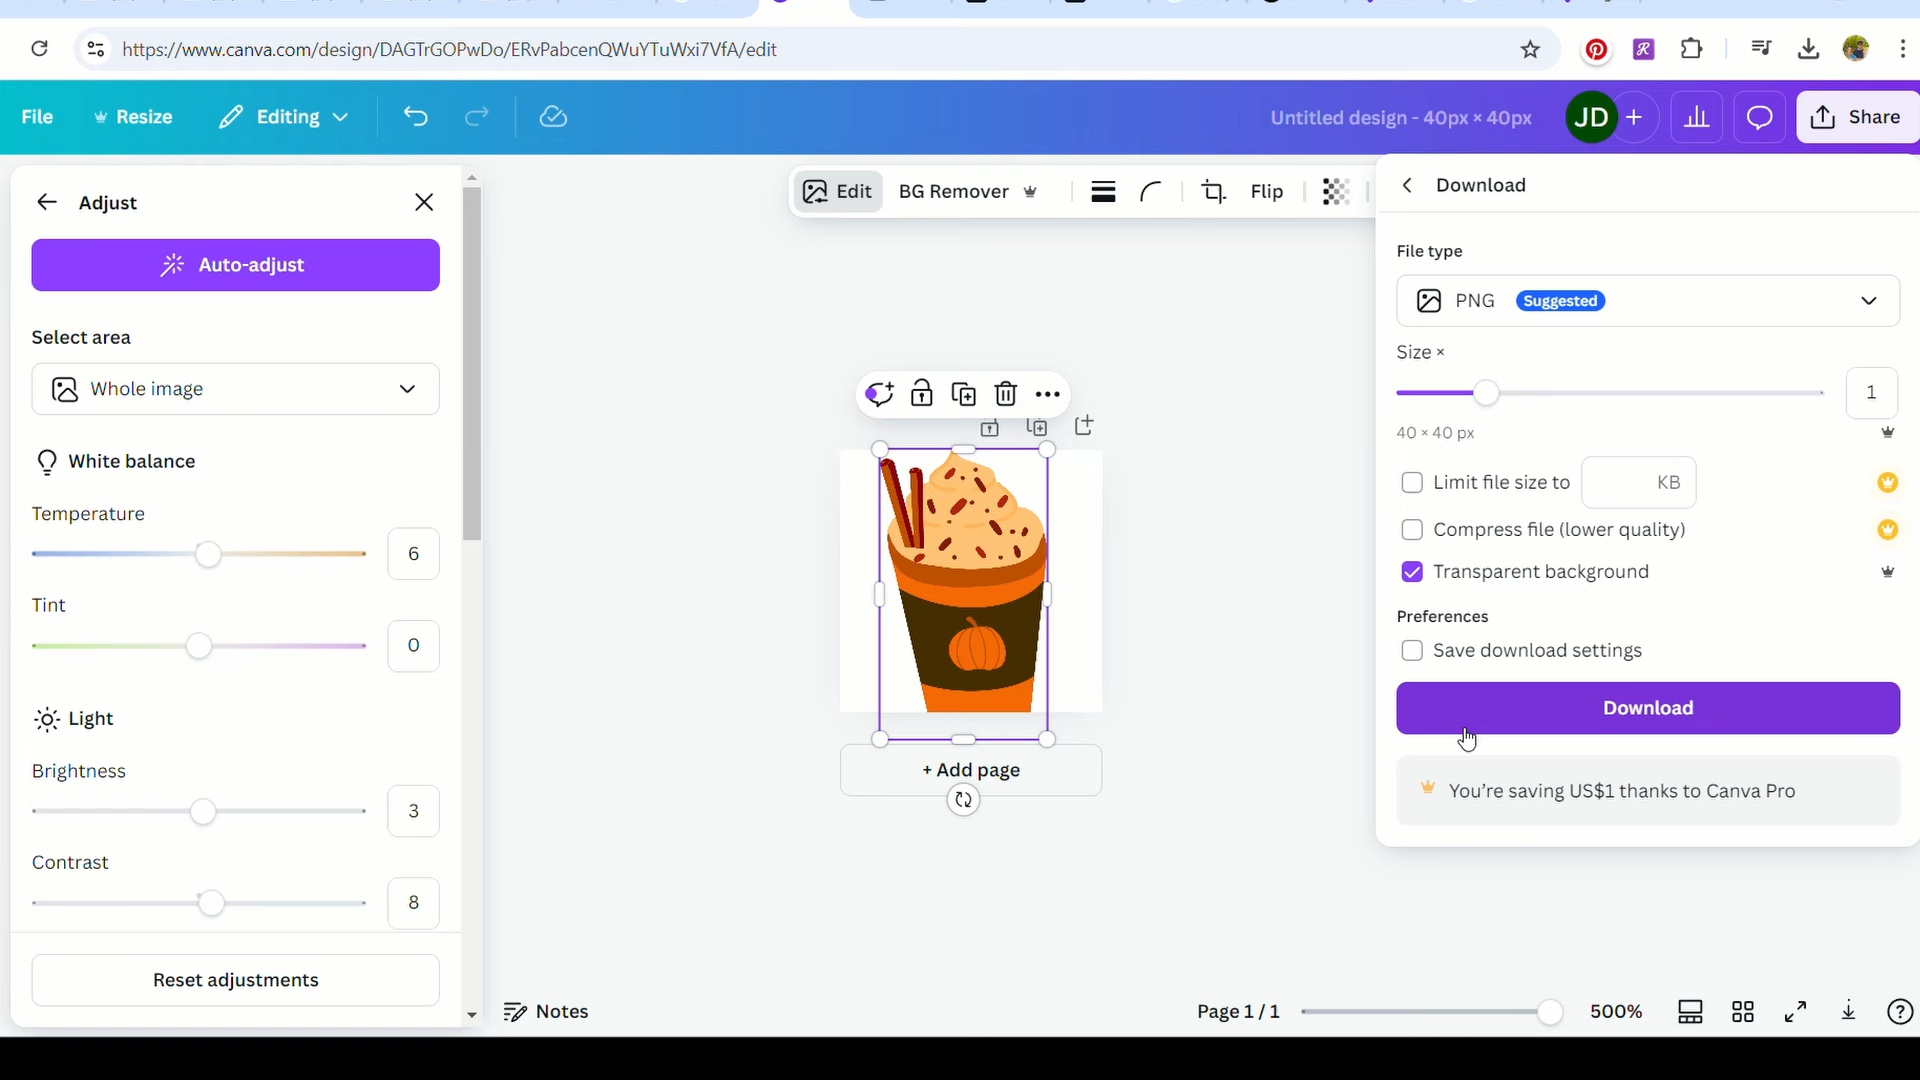 https://www.canva.com/design/DAGTrGOPwDo/ERvPabcenQWuYTuWxi7VfA/edit
File Resize Editing Untitled design - 40px × 40px JD + Share
Adjust
Edit BG Remover Flip
Download
Auto-adjust
File type
PNG Suggested
Select area
Size ×
Whole image
1
40 × 40 px
White balance
Limit file size to KB
Temperature
Compress file (lower quality)
6
Transparent background
Tint
Preferences
0
Save download settings
Download
Light
Brightness
+ Add page
You're saving US$1 thanks to Canva Pro
3
Contrast
8
Reset adjustments
Notes
Page 1 / 1
500%